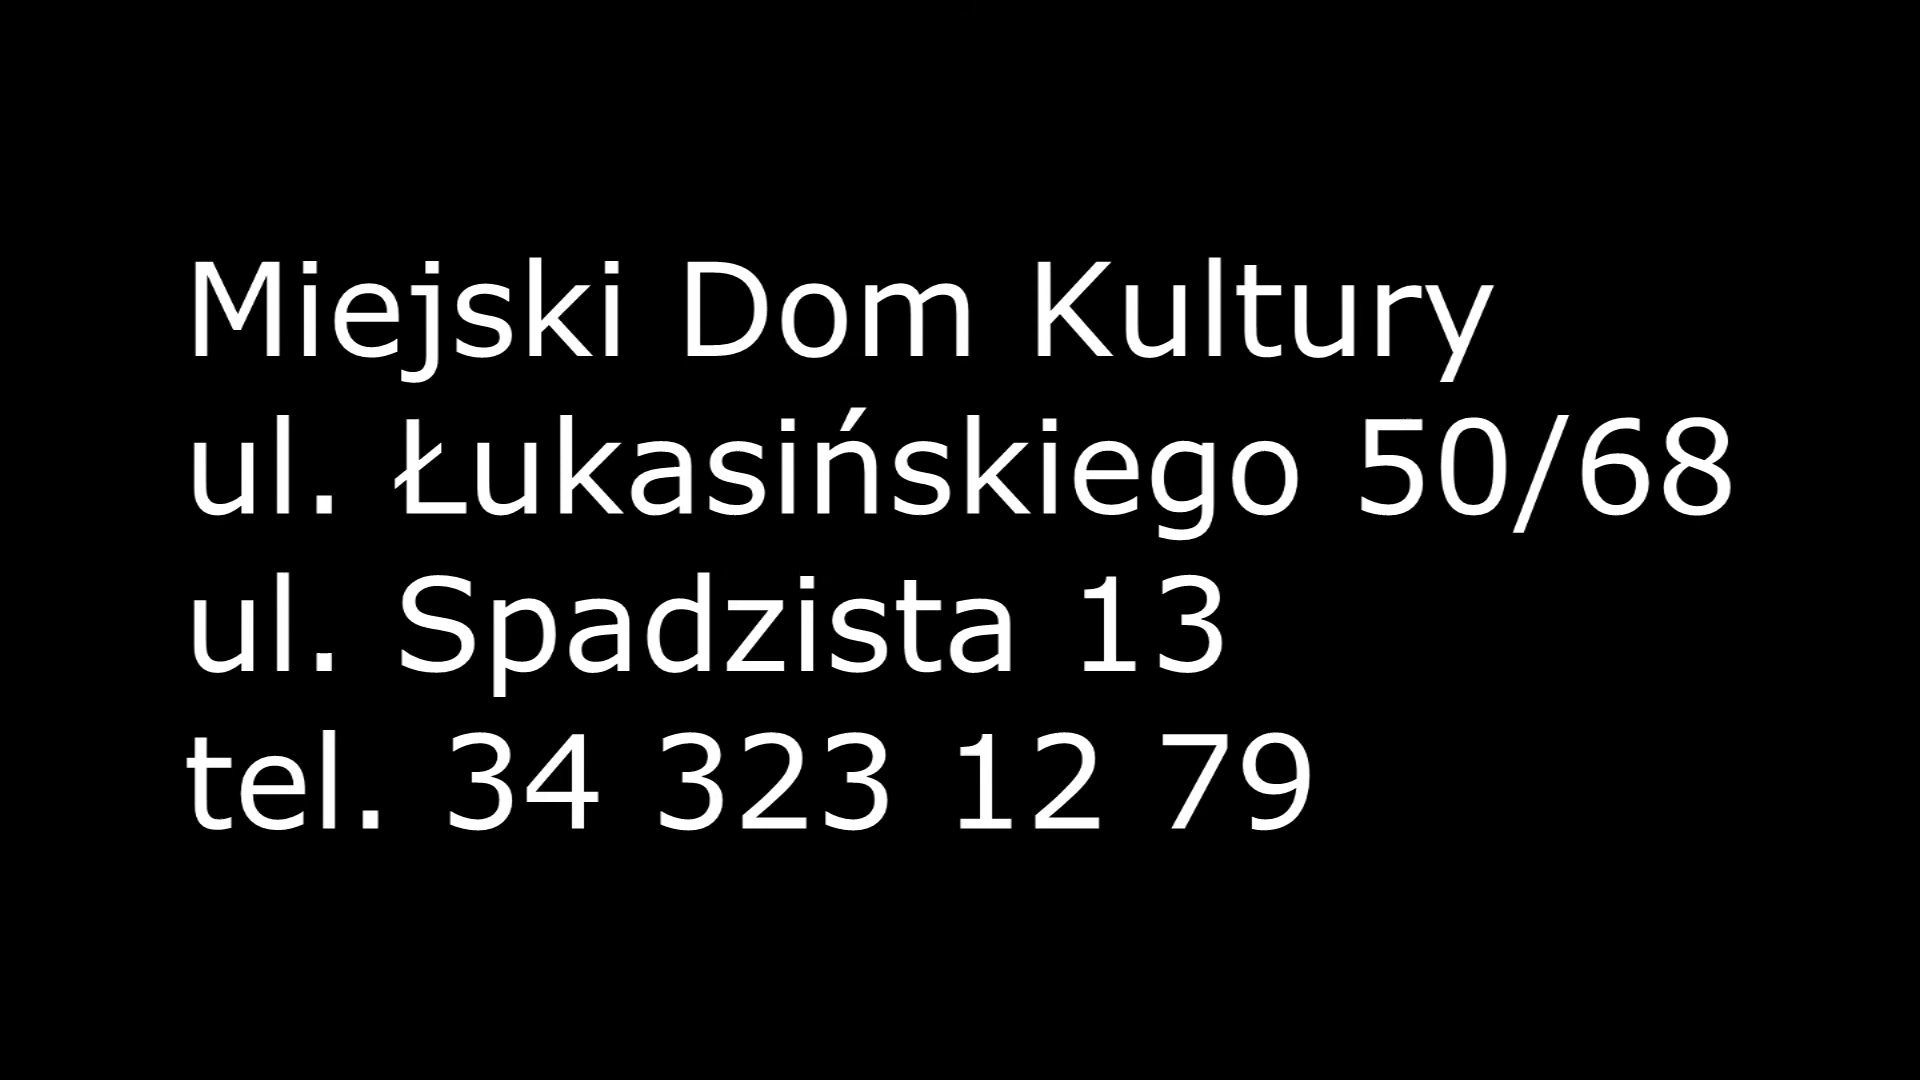 Miejski Dom Kultury
ul. Łukasińskiego 50/68
ul. Spadzista 13
tel. 34 323 12 79